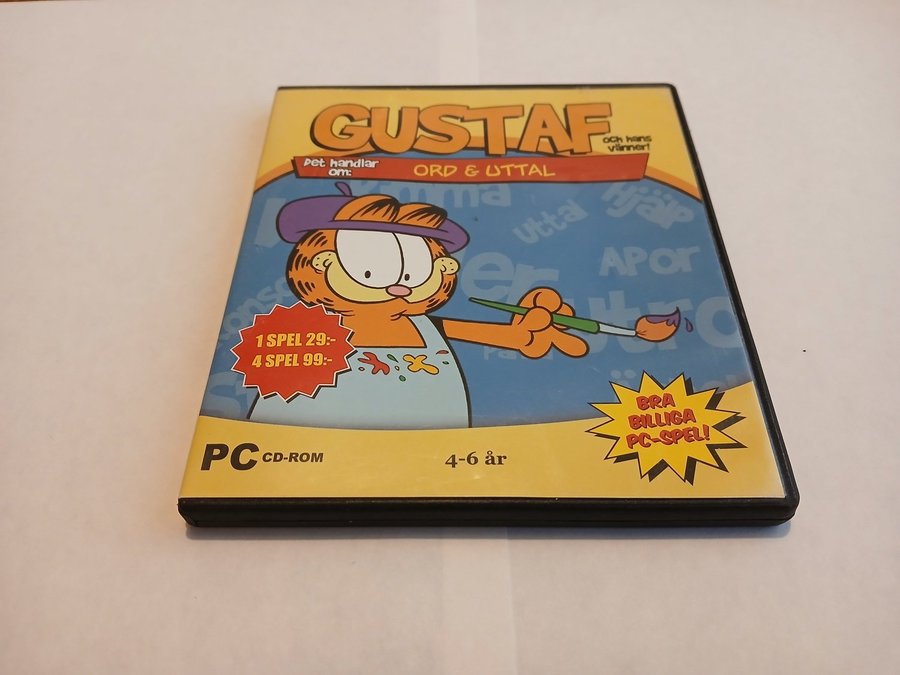 GUSTAF
och hans
vänner!
Det handlar
om:
ORD & UTTAL
Hjälp
Uttal
APOR
1 SPEL 29:-
4 SPEL 99:-
BRA
BILLIGA
PC-SPEL!
PC CD-ROM
4-6 år